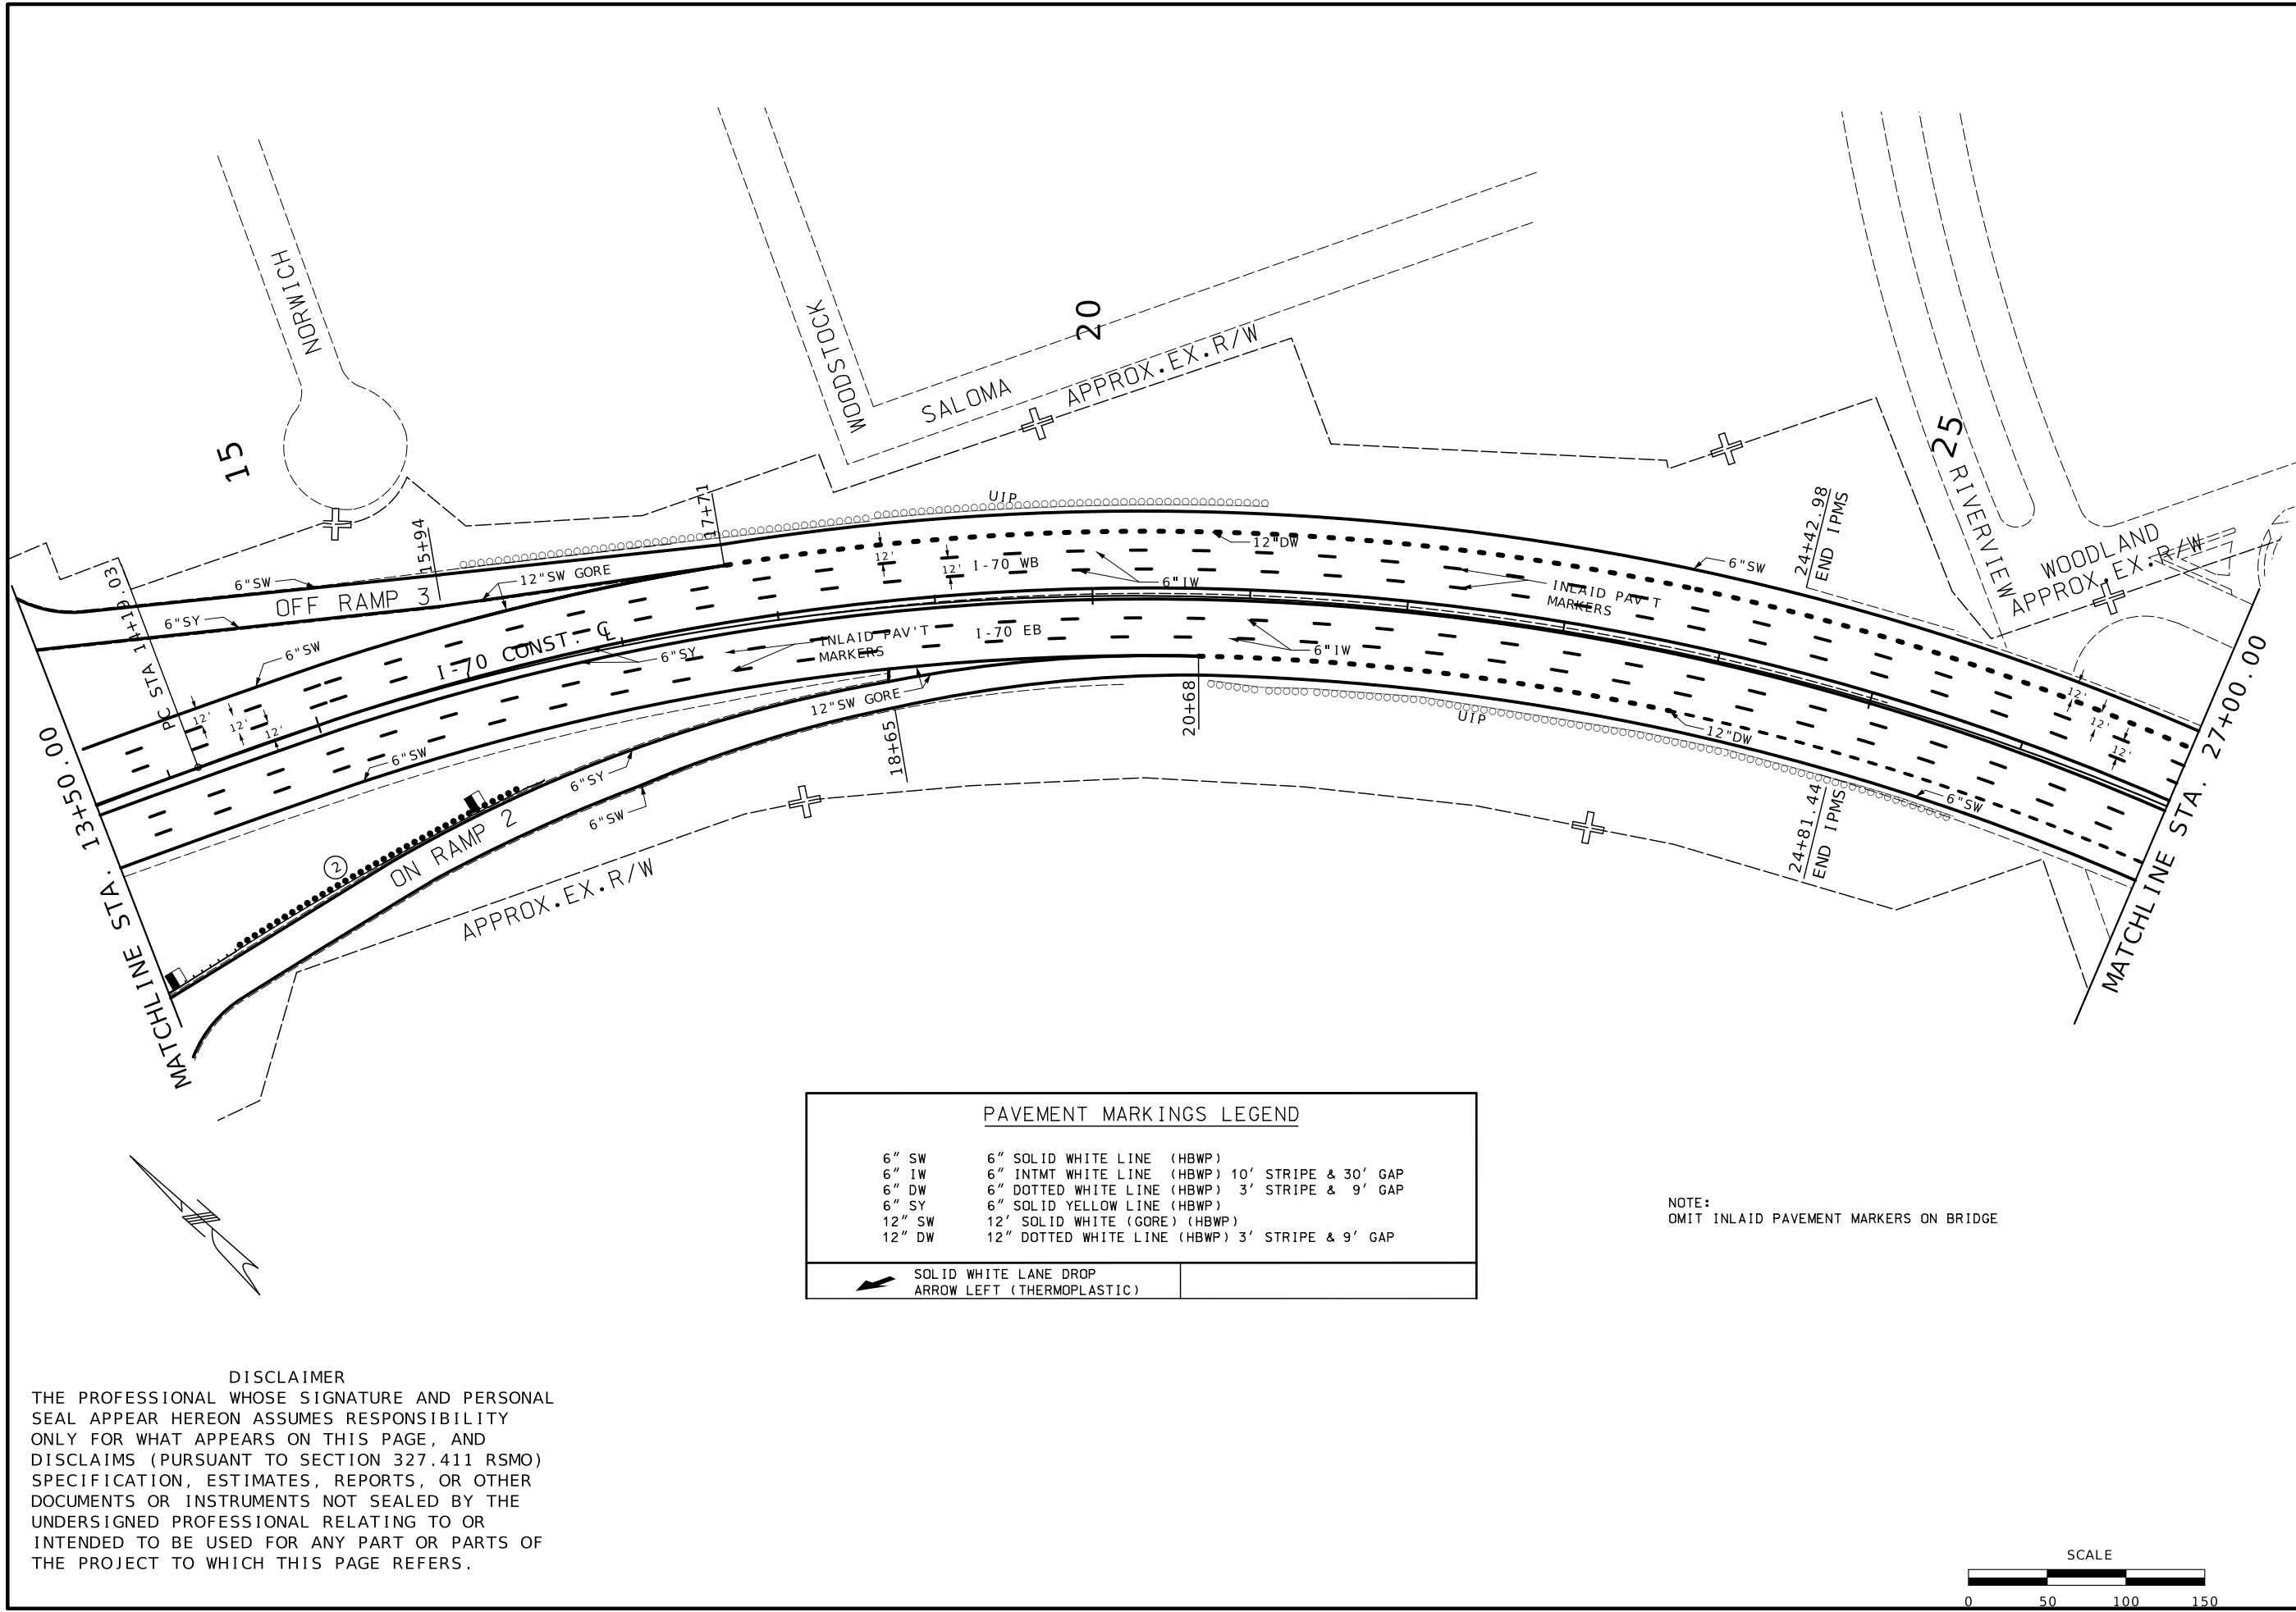 NORWICH
WOODSTOCK
SALOMA
APPROX.EX.R/W
15
20
25
RIVERVIEW
WOODLAND
APPROX.EX.R/W
PC STA 14+19.03
15+94
17+71
UIP
24+42.98
END IPMS
6"SW
OFF RAMP 3
6"SY
12"SW GORE
6"SW
12'
12'
I-70 WB
12"DW
6"IW
6"SW
INLAID PAV'T
MARKERS
I-70 CONST. ℄
6"SY
INLAID PAV'T
MARKERS
I-70 EB
6"IW
12'
12'
12'
12'
12'
12'
6"SW
12"SW GORE
18+65
20+68
UIP
12"DW
6"SW
24+81.44
END IPMS
6"SY
6"SW
2
ON RAMP 2
APPROX.EX.R/W
MATCHLINE STA. 13+50.00
MATCHLINE STA. 27+00.00
PAVEMENT MARKINGS LEGEND
6" SW 6" SOLID WHITE LINE (HBWP)
6" IW 6" INTMT WHITE LINE (HBWP) 10' STRIPE & 30' GAP
6" DW 6" DOTTED WHITE LINE (HBWP) 3' STRIPE & 9' GAP
6" SY 6" SOLID YELLOW LINE (HBWP)
12" SW 12' SOLID WHITE (GORE) (HBWP)
12" DW 12" DOTTED WHITE LINE (HBWP) 3' STRIPE & 9' GAP
SOLID WHITE LANE DROP
ARROW LEFT (THERMOPLASTIC)
NOTE:
OMIT INLAID PAVEMENT MARKERS ON BRIDGE
DISCLAIMER
THE PROFESSIONAL WHOSE SIGNATURE AND PERSONAL
SEAL APPEAR HEREON ASSUMES RESPONSIBILITY
ONLY FOR WHAT APPEARS ON THIS PAGE, AND
DISCLAIMS (PURSUANT TO SECTION 327.411 RSMO)
SPECIFICATION, ESTIMATES, REPORTS, OR OTHER
DOCUMENTS OR INSTRUMENTS NOT SEALED BY THE
UNDERSIGNED PROFESSIONAL RELATING TO OR
INTENDED TO BE USED FOR ANY PART OR PARTS OF
THE PROJECT TO WHICH THIS PAGE REFERS.
SCALE
0 50 100 150